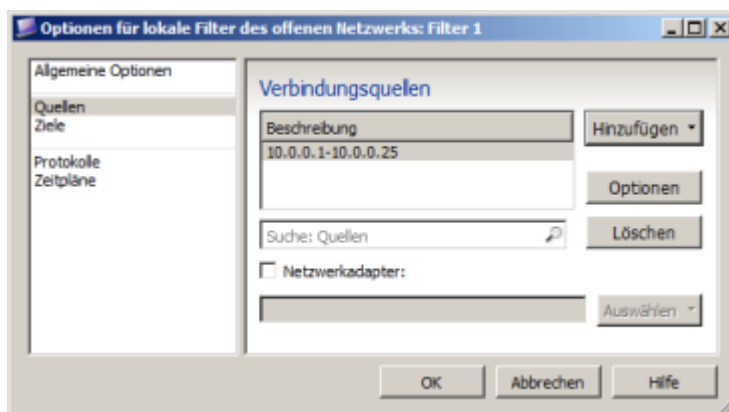 Optionen für lokale Filter des offenen Netzwerks: Filter 1
Allgemeine Optionen
Quellen
Ziele
Protokolle
Zeitpläne
Verbindungsquellen
Beschreibung
10.0.0.1-10.0.0.25
Hinzufügen
Optionen
Suche: Quellen
Löschen
Netzwerkadapter:
Auswählen
OK
Abbrechen
Hilfe